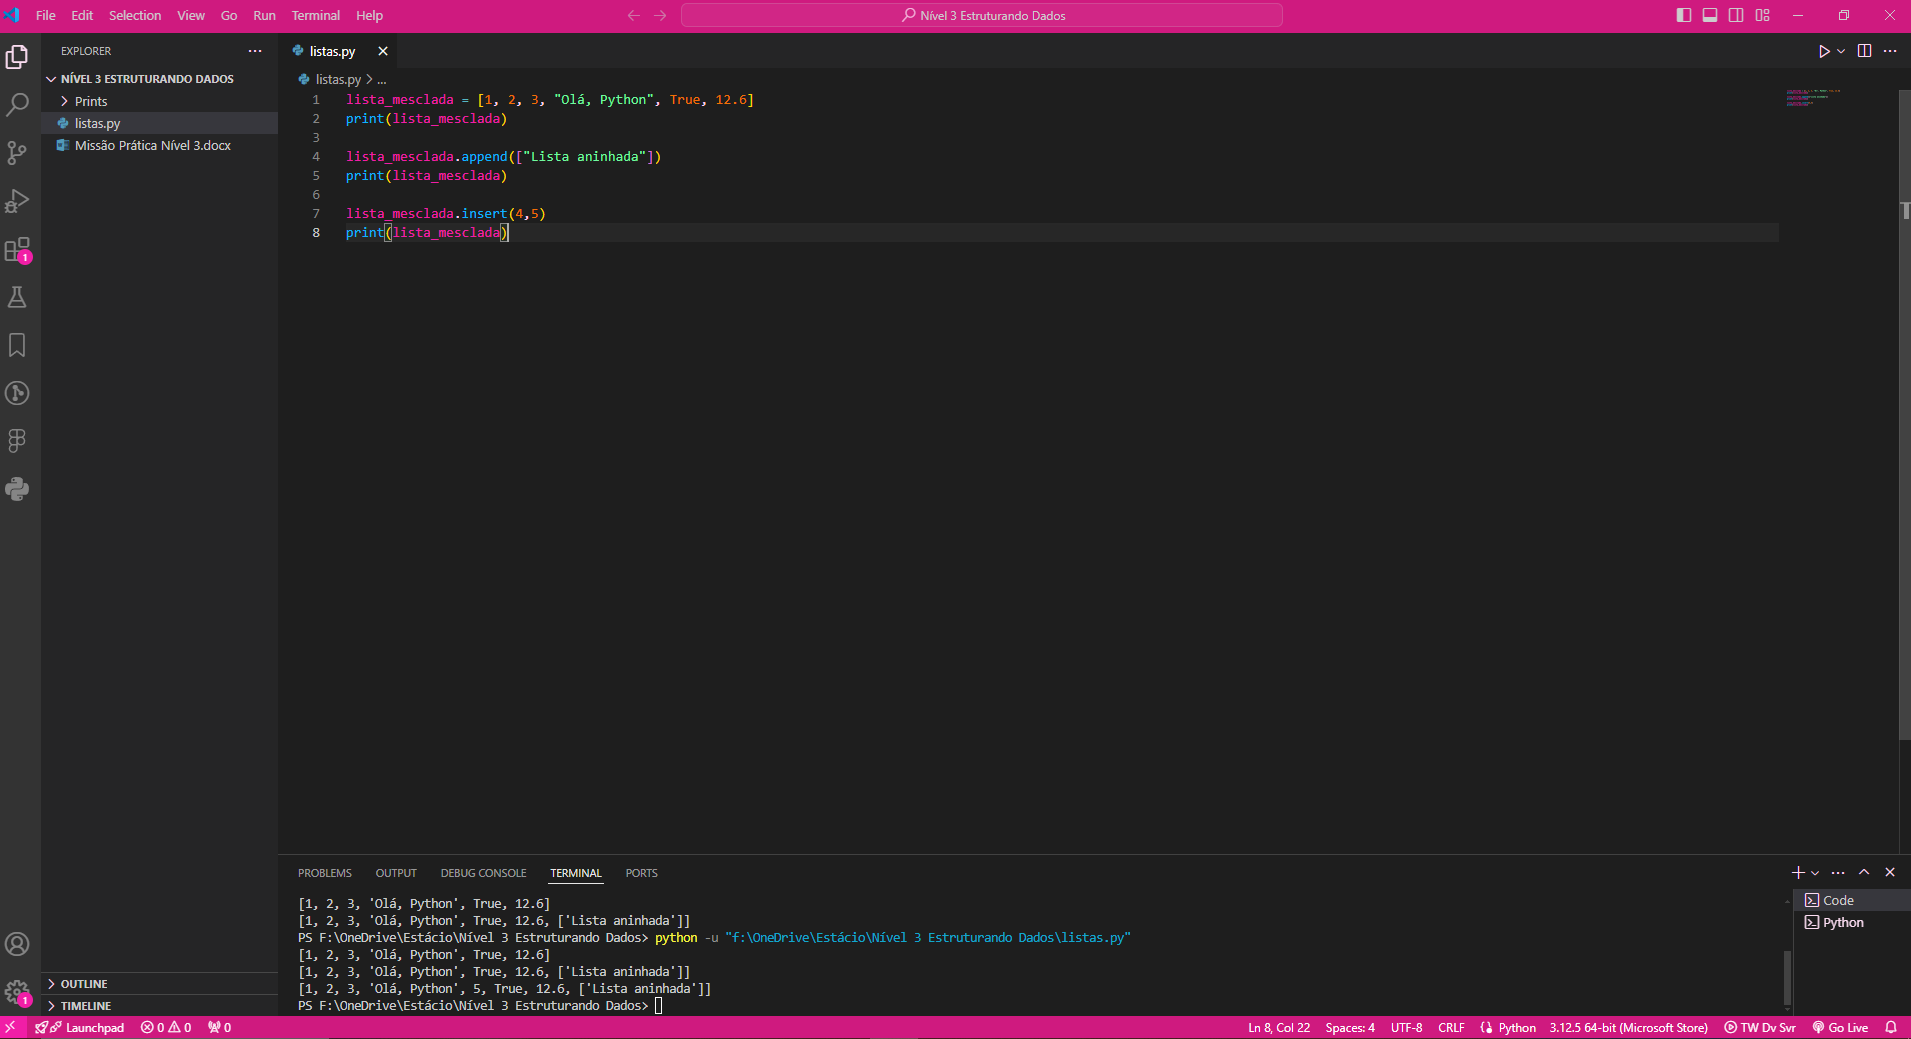 File Edit Selection View Go Run Terminal Help
Nível 3 Estruturando Dados
EXPLORER
NÍVEL 3 ESTRUTURANDO DADOS
Prints
listas.py
Missão Prática Nível 3.docx
listas.py
listas.py > ...
1 lista_mesclada = [1, 2, 3, "Olá, Python", True, 12.6]
2 print(lista_mesclada)
3
4 lista_mesclada.append(["Lista aninhada"])
5 print(lista_mesclada)
6
7 lista_mesclada.insert(4,5)
8 print(lista_mesclada)
1
PROBLEMS OUTPUT DEBUG CONSOLE TERMINAL PORTS
[1, 2, 3, 'Olá, Python', True, 12.6]
[1, 2, 3, 'Olá, Python', True, 12.6, ['Lista aninhada']]
PS F:\OneDrive\Estácio\Nível 3 Estruturando Dados> python -u "f:\OneDrive\Estácio\Nível 3 Estruturando Dados\listas.py"
[1, 2, 3, 'Olá, Python', True, 12.6]
[1, 2, 3, 'Olá, Python', True, 12.6, ['Lista aninhada']]
[1, 2, 3, 'Olá, Python', 5, True, 12.6, ['Lista aninhada']]
PS F:\OneDrive\Estácio\Nível 3 Estruturando Dados>
Code
Python
OUTLINE
TIMELINE
1
Launchpad 0 0 0
Ln 8, Col 22 Spaces: 4 UTF-8 CRLF Python 3.12.5 64-bit (Microsoft Store) TW Dv Svr Go Live